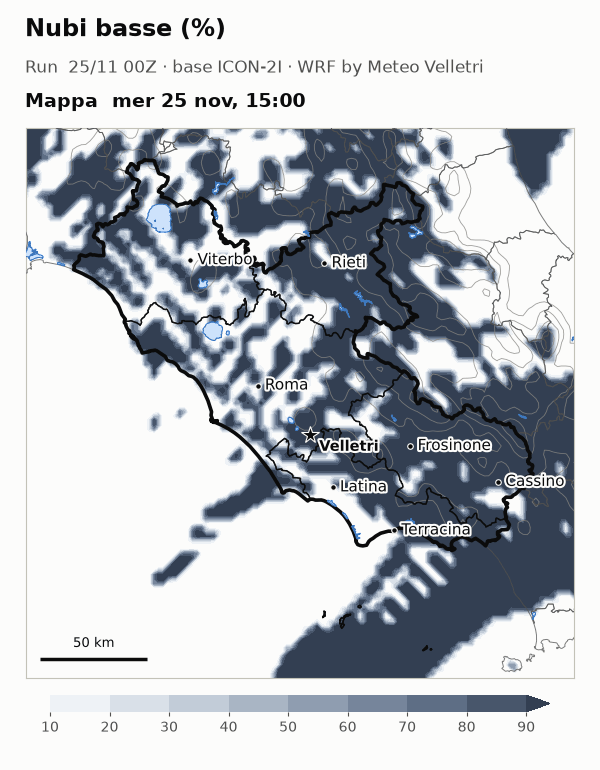 Nubi basse (%)
Run  25/11 00Z · base ICON-2I · WRF by Meteo Velletri
Mappa  mer 25 nov, 15:00
Viterbo
Rieti
Roma
Velletri
Frosinone
Cassino
Latina
Terracina
50 km
10 20 30 40 50 60 70 80 90